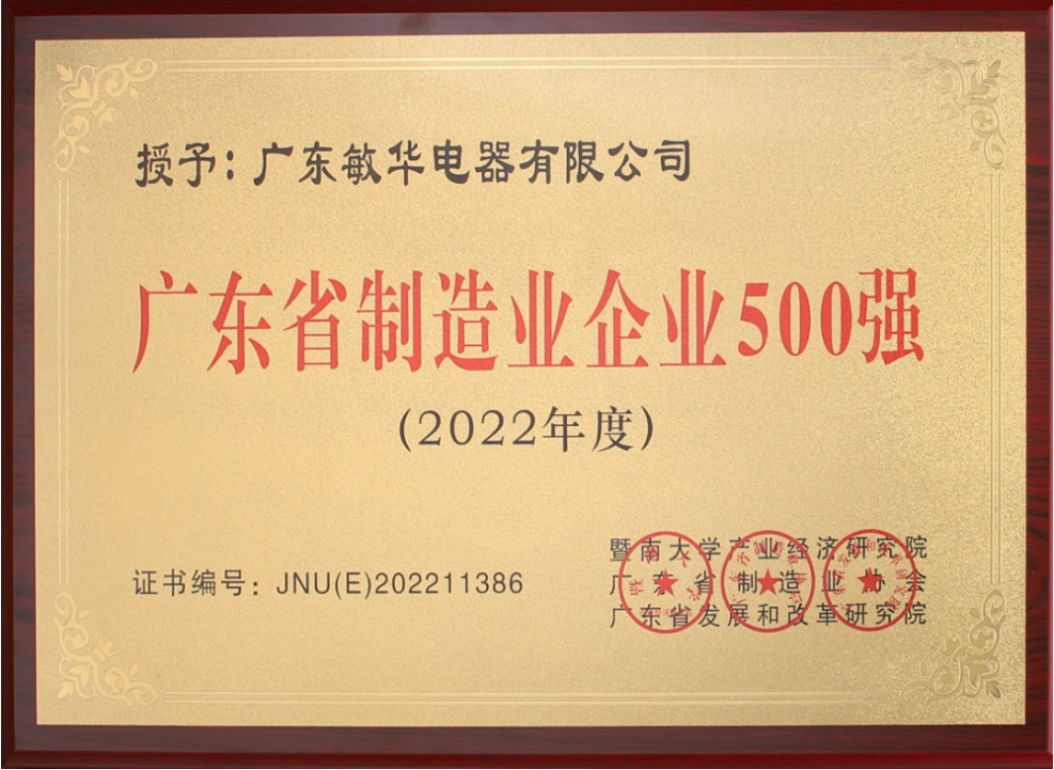 授予：广东敏华电器有限公司
广东省制造业企业500强
(2022年度)
证书编号：JNU(E)202211386
暨南大学产业经济研究院
广东省制造业协会
广东省发展和改革研究院